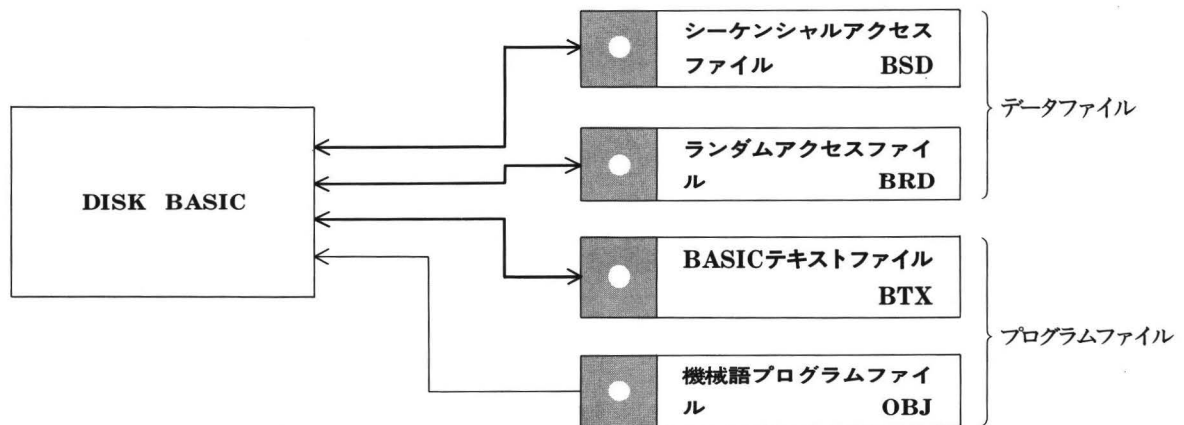 シーケンシャルアクセス
ファイル BSD
データファイル
ランダムアクセスファイ
ル BRD
DISK BASIC
BASICテキストファイル
BTX
プログラムファイル
機械語プログラムファイ
ル OBJ